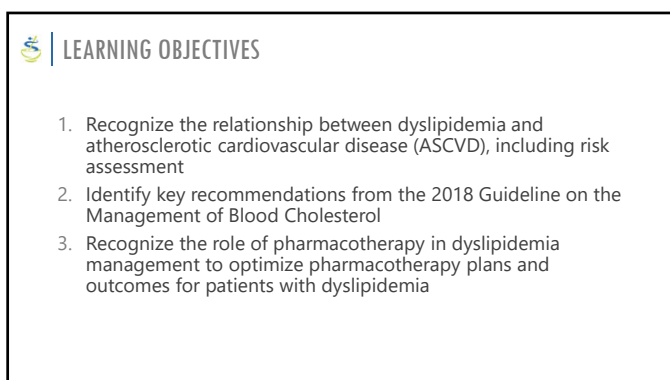 LEARNING OBJECTIVES
1. Recognize the relationship between dyslipidemia and
atherosclerotic cardiovascular disease (ASCVD), including risk
assessment
2. Identify key recommendations from the 2018 Guideline on the
Management of Blood Cholesterol
3. Recognize the role of pharmacotherapy in dyslipidemia
management to optimize pharmacotherapy plans and
outcomes for patients with dyslipidemia